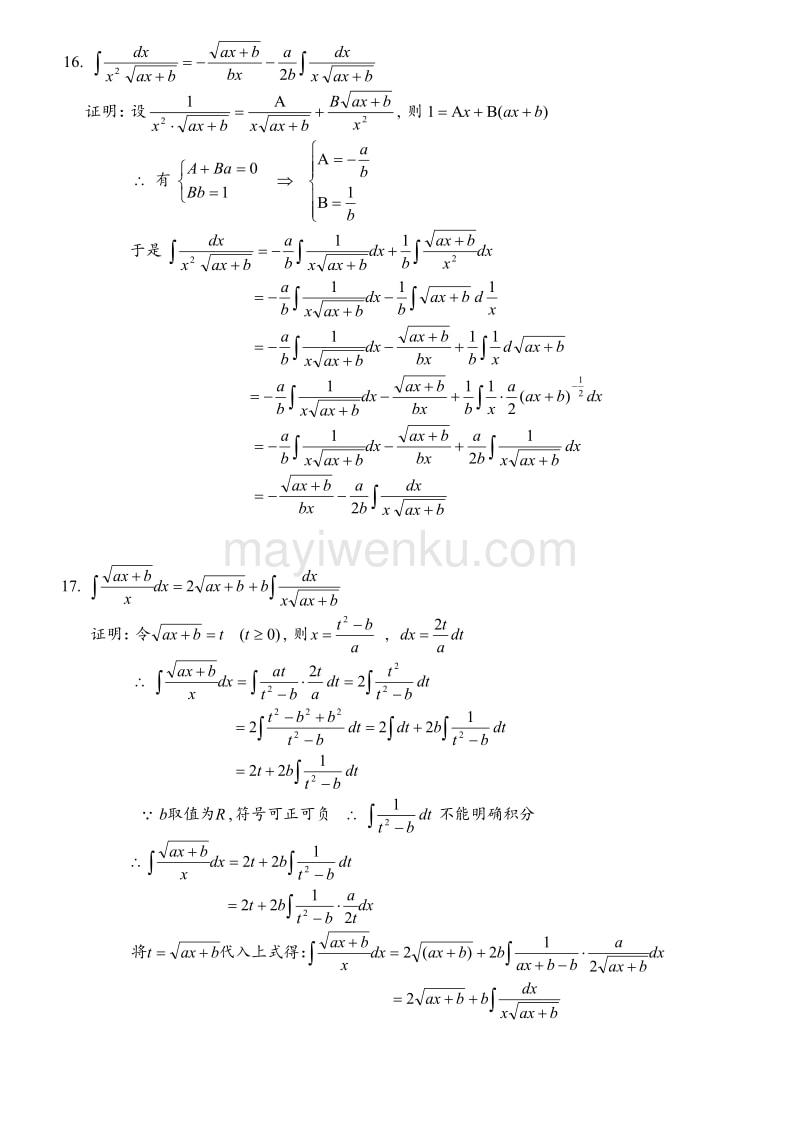 16. ∫ dx/(x² √(ax+b)) = − √(ax+b)/(bx) − a/(2b) ∫ dx/(x √(ax+b))
证明：设 1/(x²·√(ax+b)) = A/(x√(ax+b)) + B√(ax+b)/x² , 则 1 = Ax + B(ax+b)
∴ 有 { A + Ba = 0 ; Bb = 1 ⇒ { A = − a/b ; B = 1/b
于是 ∫ dx/(x² √(ax+b)) = − a/b ∫ 1/(x√(ax+b)) dx + 1/b ∫ √(ax+b)/x² dx
= − a/b ∫ 1/(x√(ax+b)) dx − 1/b ∫ √(ax+b) d 1/x
= − a/b ∫ 1/(x√(ax+b)) dx − √(ax+b)/(bx) + 1/b ∫ 1/x d √(ax+b)
= − a/b ∫ 1/(x√(ax+b)) dx − √(ax+b)/(bx) + 1/b ∫ 1/x · a/2 (ax+b)^(−1/2) dx
= − a/b ∫ 1/(x√(ax+b)) dx − √(ax+b)/(bx) + a/(2b) ∫ 1/(x√(ax+b)) dx
= − √(ax+b)/(bx) − a/(2b) ∫ dx/(x √(ax+b))
mayiwenku.com
17. ∫ √(ax+b)/x dx = 2√(ax+b) + b∫ dx/(x√(ax+b))
证明：令√(ax+b) = t (t ≥ 0) , 则 x = (t² − b)/a , dx = 2t/a dt
∴ ∫ √(ax+b)/x dx = ∫ at/(t² − b) · 2t/a dt = 2∫ t²/(t² − b) dt
= 2∫ (t² − b² + b²)/(t² − b) dt = 2∫ dt + 2b∫ 1/(t² − b) dt
= 2t + 2b∫ 1/(t² − b) dt
∵ b取值为R , 符号可正可负 ∴ ∫ 1/(t² − b) dt 不能明确积分
∴ ∫ √(ax+b)/x dx = 2t + 2b∫ 1/(t² − b) dt
= 2t + 2b∫ 1/(t² − b) · a/(2t) dx
将t = √(ax+b)代入上式得：∫ √(ax+b)/x dx = 2√(ax+b) + 2b∫ 1/(ax+b−b) · a/(2√(ax+b)) dx
= 2√(ax+b) + b∫ dx/(x√(ax+b))